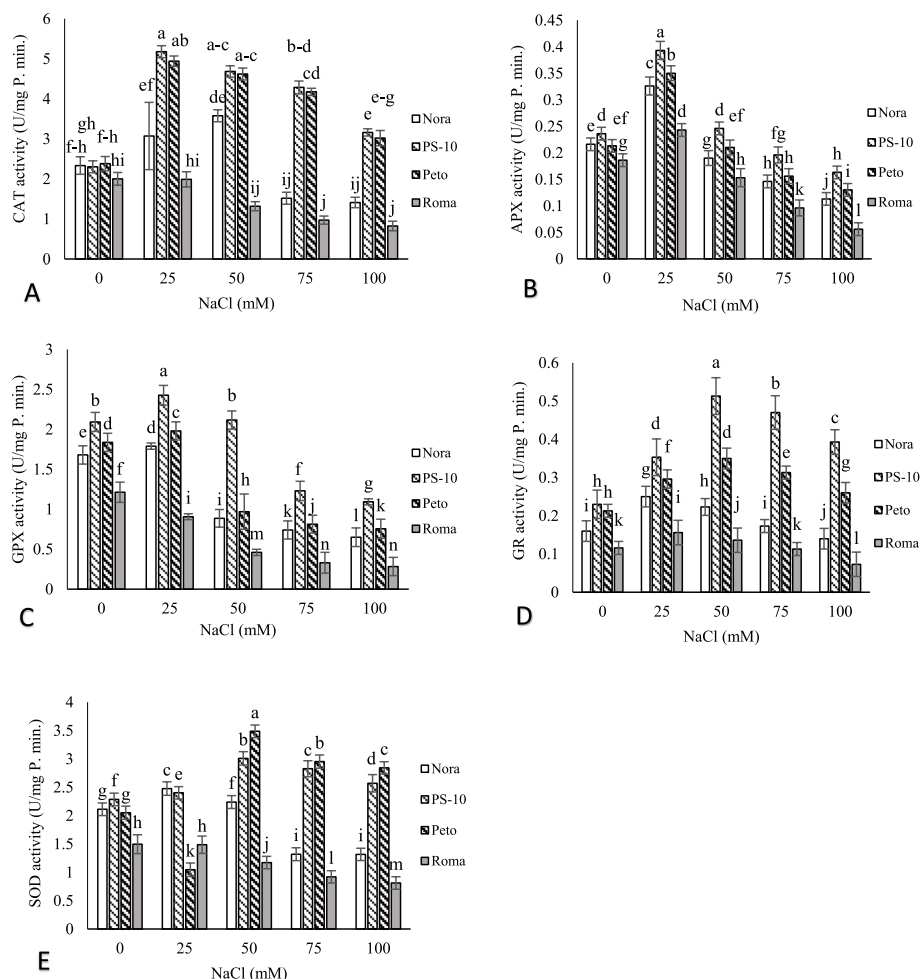 CAT activity (U/mg P. min.)
6
5
4
3
2
1
0
f-h
gh
f-h
hi
ef
a
ab
hi
de
a-c
a-c
ij
ij
b-d
cd
j
ij
e
e-g
j
0
25
50
75
100
NaCl (mM)
Nora
PS-10
Peto
Roma
A
APX activity (U/mg P. min.)
0.45
0.4
0.35
0.3
0.25
0.2
0.15
0.1
0.05
0
e
d
ef
g
c
a
b
d
g
d
ef
h
h
fg
g
k
j
h
i
l
0
25
50
75
100
NaCl (mM)
Nora
PS-10
Peto
Roma
B
GPX activity (U/mg P. min.)
3
2.5
2
1.5
1
0.5
0
e
b
d
f
d
a
c
i
i
b
h
m
k
f
j
n
l
g
k
n
0
25
50
75
100
NaCl (mM)
Nora
PS-10
Peto
Roma
C
GR activity (U/mg P. min.)
0.6
0.5
0.4
0.3
0.2
0.1
0
i
h
h
k
g
d
f
i
g
a
d
j
i
b
e
k
j
c
g
l
0
25
50
75
100
NaCl (mM)
Nora
PS-10
Peto
Roma
D
SOD activity (U/mg P. min.)
4
3.5
3
2.5
2
1.5
1
0.5
0
g
f
g
h
c
e
k
h
f
b
a
j
i
c
b
l
i
d
c
m
0
25
50
75
100
NaCl (mM)
Nora
PS-10
Peto
Roma
E